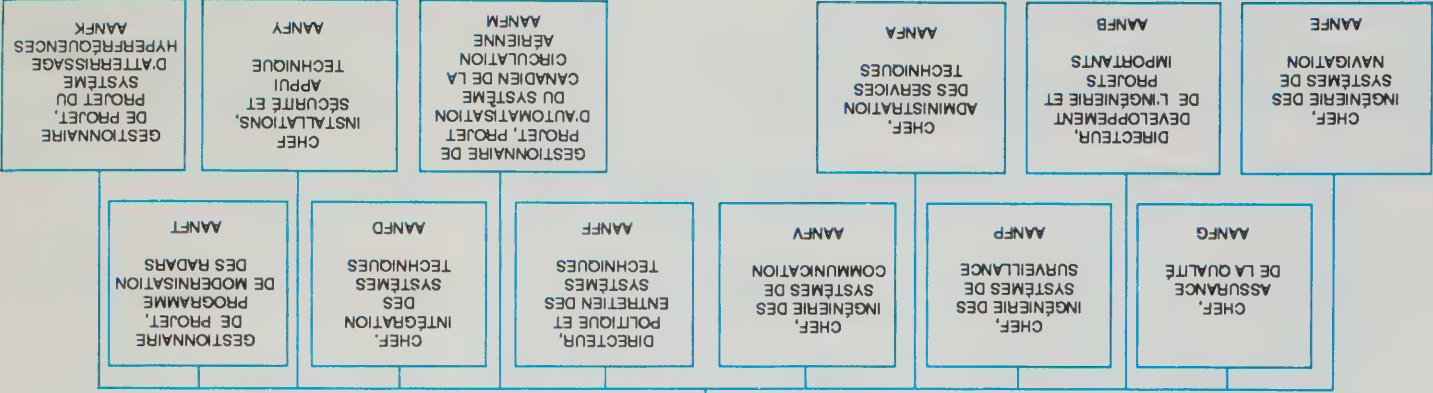 CHEF,
ASSURANCE
DE LA QUALITÉ
AANFG
CHEF,
INGÉNIERIE DES
SYSTÈMES DE
SURVEILLANCE
AANFP
CHEF,
INGÉNIERIE DES
SYSTÈMES DE
COMMUNICATION
AANFV
DIRECTEUR,
POLITIQUE ET
ENTRETIEN DES
SYSTÈMES
TECHNIQUES
AANFF
CHEF.
INTÉGRATION
DES
SYSTÈMES
TECHNIQUES
AANFD
GESTIONNAIRE
DE PROJET,
PROGRAMME
DE MODERNISATION
DES RADARS
AANFT
CHEF,
INGÉNIERIE DES
SYSTÈMES DE
NAVIGATION
AANFE
DIRECTEUR,
DÉVELOPPEMENT
DE L'INGÉNIERIE ET
PROJETS
IMPORTANTS
AANFB
CHEF,
ADMINISTRATION
DES SERVICES
TECHNIQUES
AANFA
GESTIONNAIRE DE
PROJET, PROJET
D'AUTOMATISATION
DU SYSTÈME
CANADIEN DE LA
CIRCULATION
AÉRIENNE
AANFM
CHEF
INSTALLATIONS,
SÉCURITÉ ET
APPUI
TECHNIQUE
AANFY
GESTIONNAIRE
DE PROJET,
PROJET DU
SYSTÈME
D'ATTERRISSAGE
HYPERFRÉQUENCES
AANFK